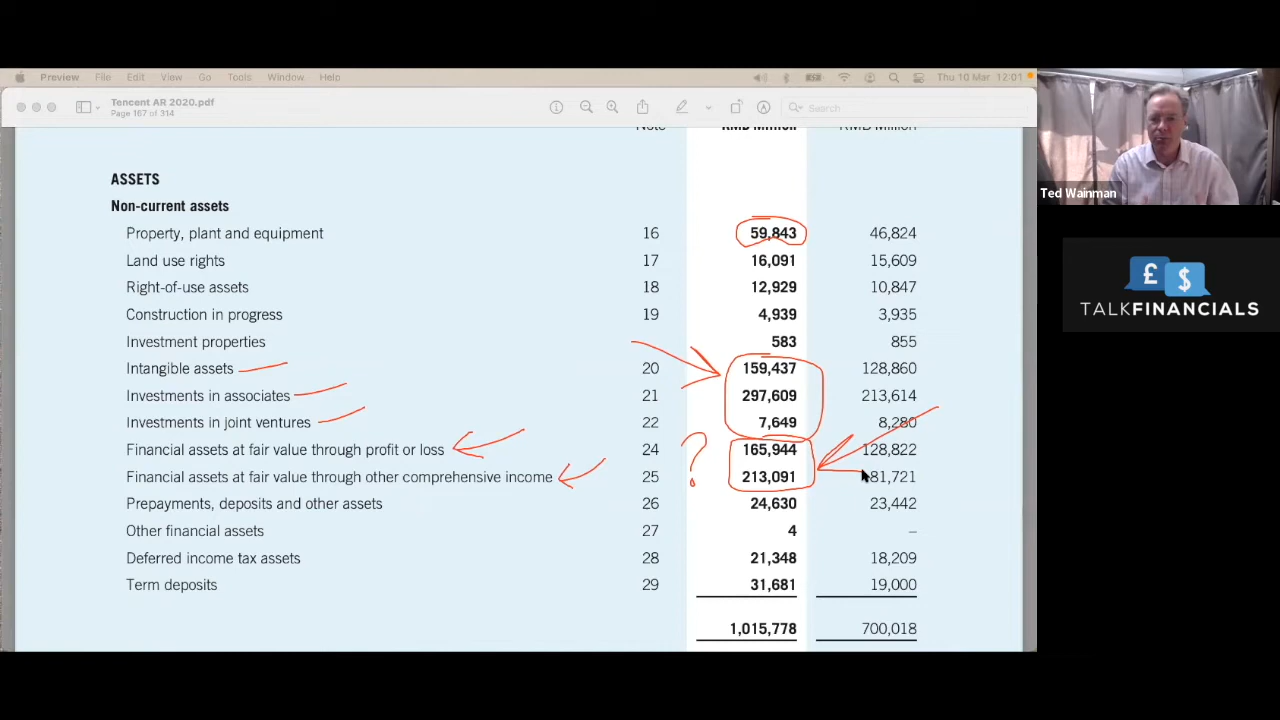 Preview File Edit View Go Tools Window Help Thu 10 Mar 12:01
Tencent AR 2020.pdf
Page 167 of 314
Search
Note RMB'Million RMB'Million
ASSETS
Non-current assets
Property, plant and equipment 16 59,843 46,824
Land use rights 17 16,091 15,609
Right-of-use assets 18 12,929 10,847
Construction in progress 19 4,939 3,935
Investment properties 583 855
Intangible assets 20 159,437 128,860
Investments in associates 21 297,609 213,614
Investments in joint ventures 22 7,649 8,280
Financial assets at fair value through profit or loss 24 165,944 128,822
?
Financial assets at fair value through other comprehensive income 25 213,091 81,721
Prepayments, deposits and other assets 26 24,630 23,442
Other financial assets 27 4 –
Deferred income tax assets 28 21,348 18,209
Term deposits 29 31,681 19,000
1,015,778 700,018
Ted Wainman
£ $
TALKFINANCIALS